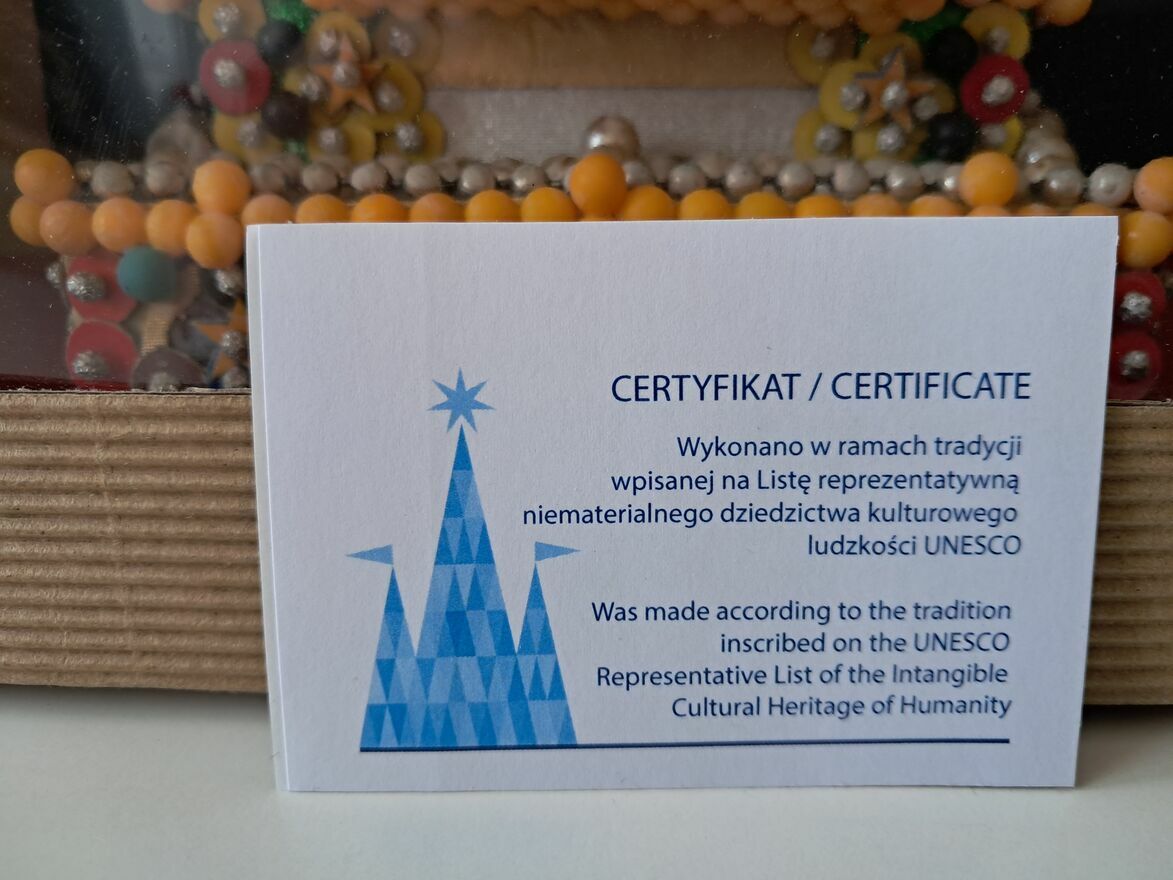 CERTYFIKAT / CERTIFICATE
Wykonano w ramach tradycji
wpisanej na Listę reprezentatywną
niematerialnego dziedzictwa kulturowego
ludzkości UNESCO
Was made according to the tradition
inscribed on the UNESCO
Representative List of the Intangible
Cultural Heritage of Humanity